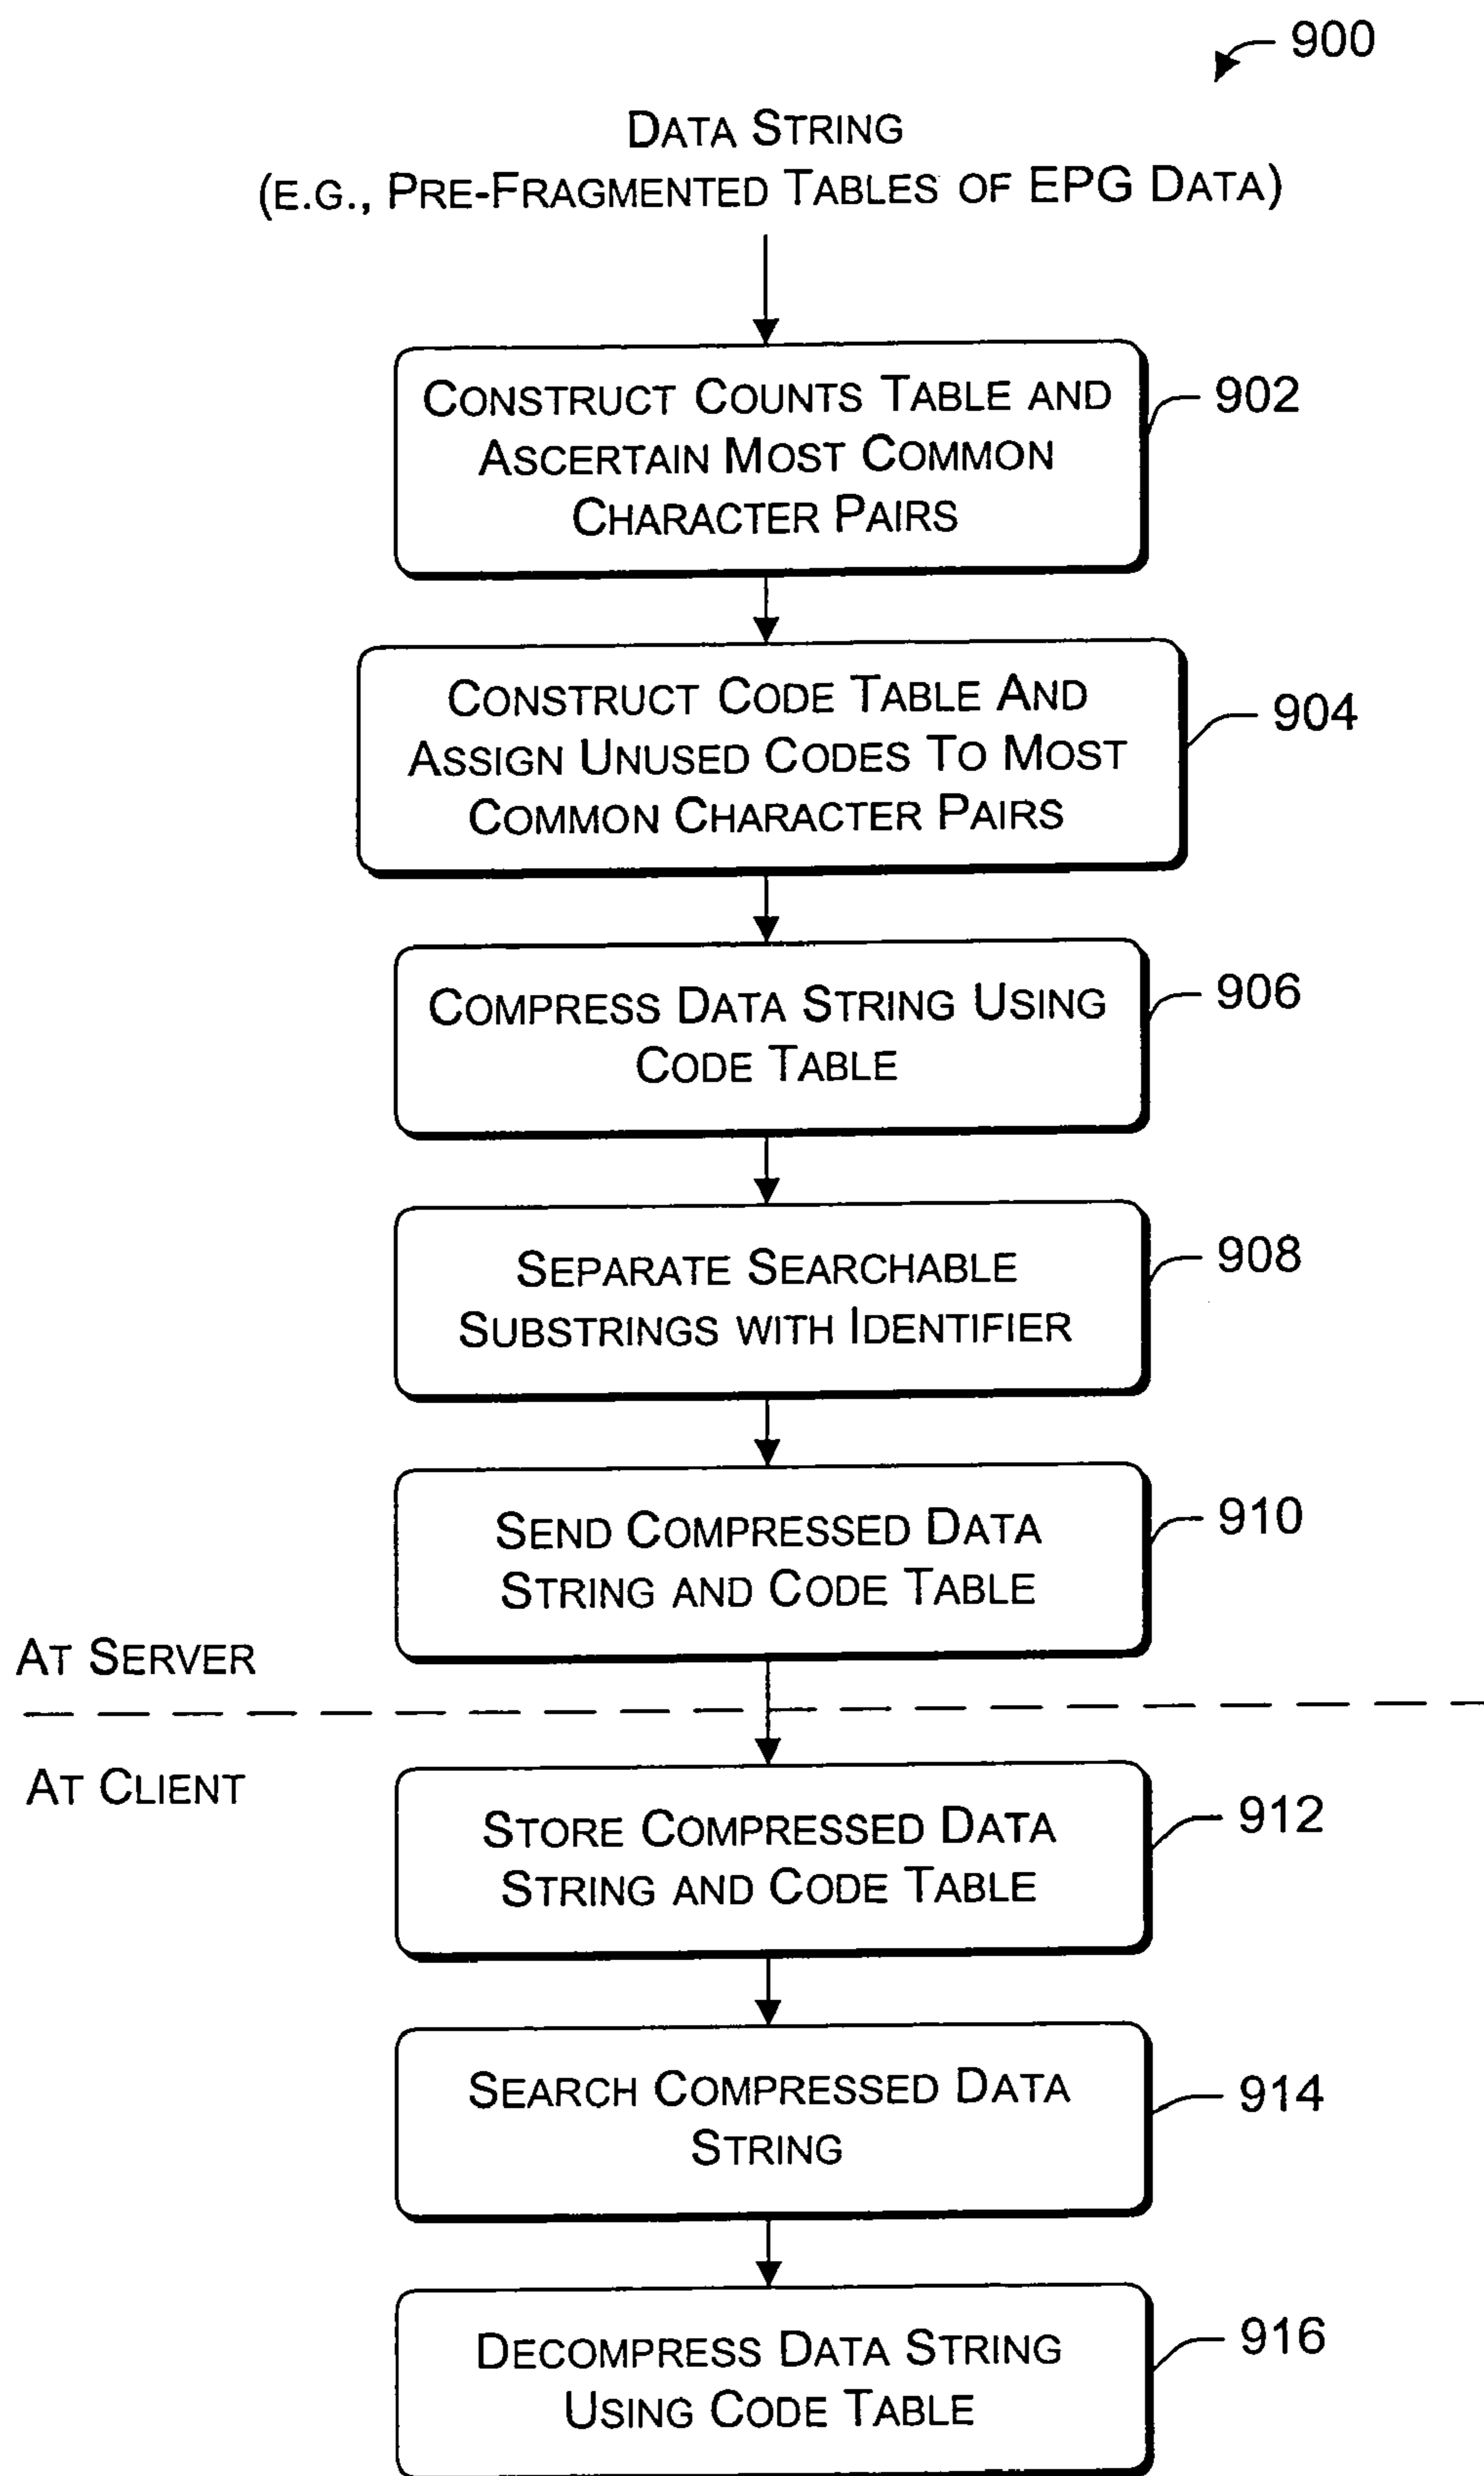 900
DATA STRING
(E.G., PRE-FRAGMENTED TABLES OF EPG DATA)
CONSTRUCT COUNTS TABLE AND
ASCERTAIN MOST COMMON
CHARACTER PAIRS
902
CONSTRUCT CODE TABLE AND
ASSIGN UNUSED CODES TO MOST
COMMON CHARACTER PAIRS
904
COMPRESS DATA STRING USING
CODE TABLE
906
SEPARATE SEARCHABLE
SUBSTRINGS WITH IDENTIFIER
908
SEND COMPRESSED DATA
STRING AND CODE TABLE
910
AT SERVER
AT CLIENT
STORE COMPRESSED DATA
STRING AND CODE TABLE
912
SEARCH COMPRESSED DATA
STRING
914
DECOMPRESS DATA STRING
USING CODE TABLE
916